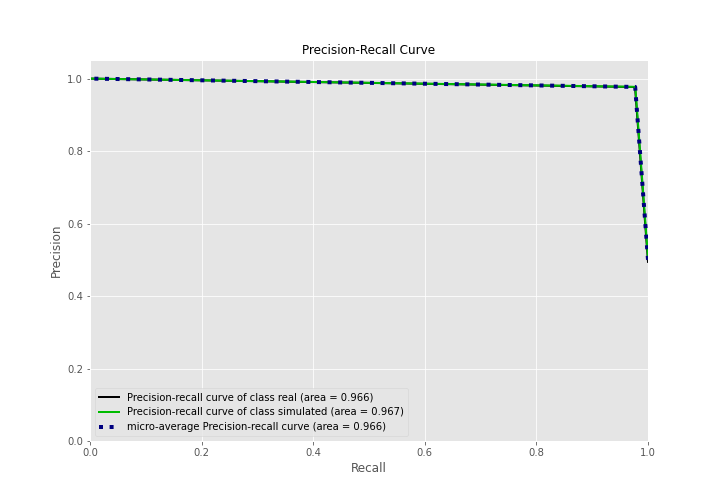 Precision-Recall Curve
1.0
0.8
0.6
0.4
0.2
0.0
Precision
Precision-recall curve of class real (area = 0.966)
Precision-recall curve of class simulated (area = 0.967)
micro-average Precision-recall curve (area = 0.966)
0.0 0.2 0.4 0.6 0.8 1.0
Recall